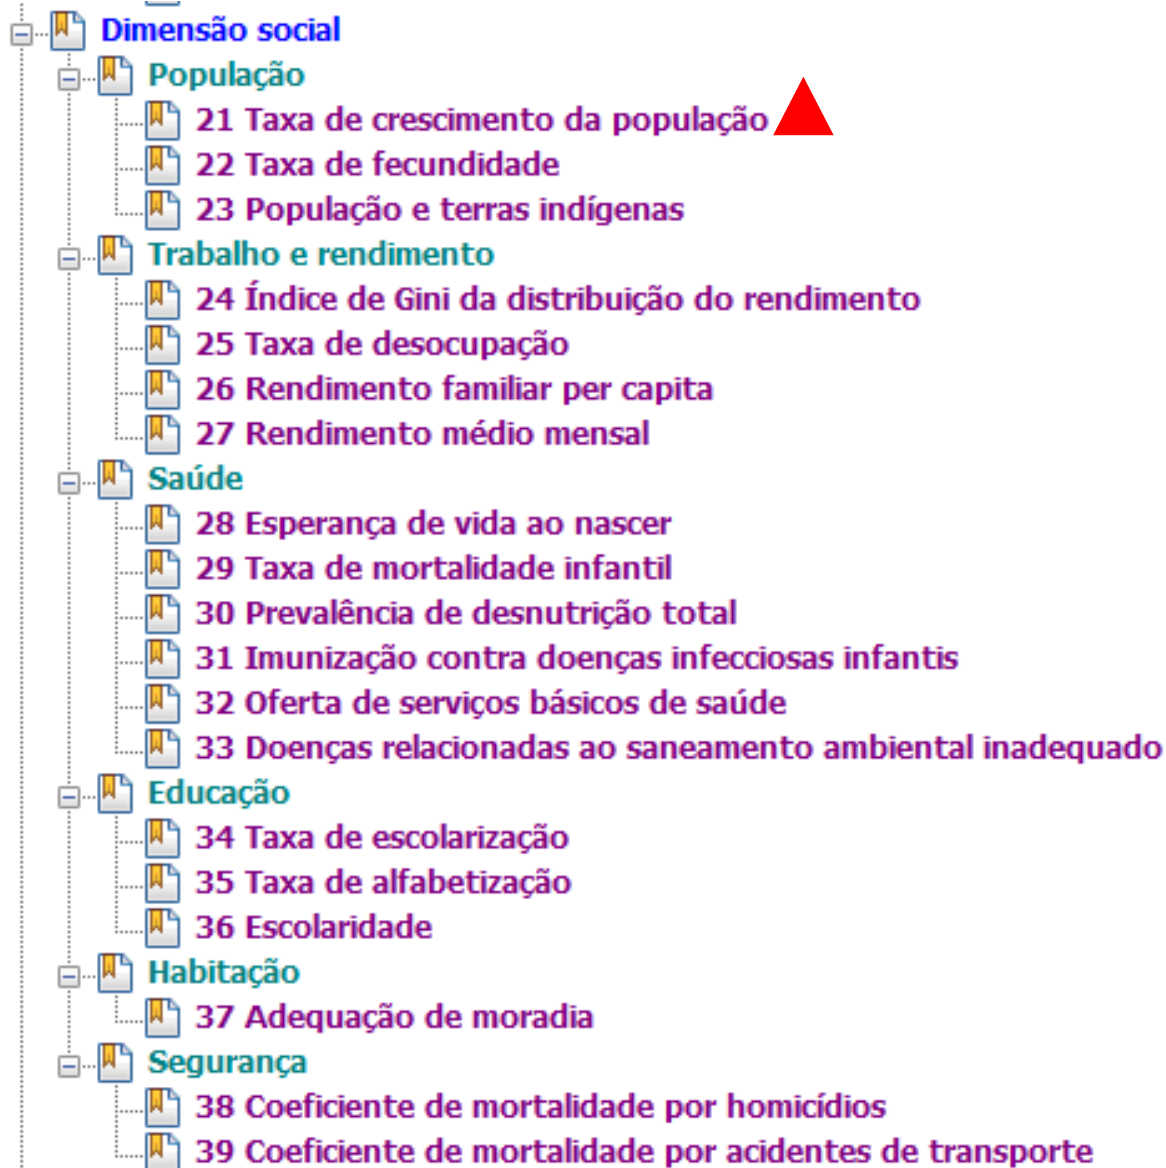 Dimensão social
População
21 Taxa de crescimento da população
22 Taxa de fecundidade
23 População e terras indígenas
Trabalho e rendimento
24 Índice de Gini da distribuição do rendimento
25 Taxa de desocupação
26 Rendimento familiar per capita
27 Rendimento médio mensal
Saúde
28 Esperança de vida ao nascer
29 Taxa de mortalidade infantil
30 Prevalência de desnutrição total
31 Imunização contra doenças infecciosas infantis
32 Oferta de serviços básicos de saúde
33 Doenças relacionadas ao saneamento ambiental inadequado
Educação
34 Taxa de escolarização
35 Taxa de alfabetização
36 Escolaridade
Habitação
37 Adequação de moradia
Segurança
38 Coeficiente de mortalidade por homicídios
39 Coeficiente de mortalidade por acidentes de transporte